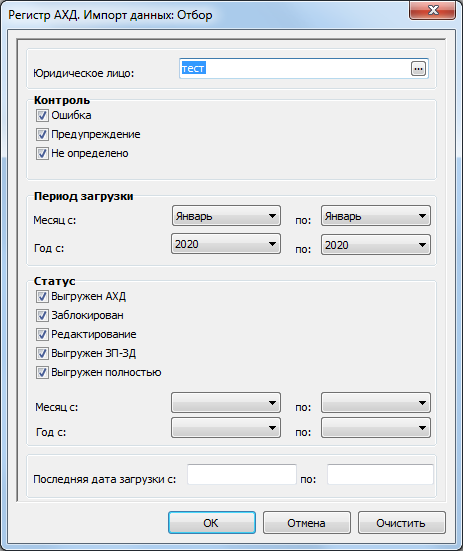 Регистр АХД. Импорт данных: Отбор
Юридическое лицо: тест ...
Контроль
Ошибка
Предупреждение
Не определено
Период загрузки
Месяц с: Январь по: Январь
Год с: 2020 по: 2020
Статус
Выгружен АХД
Заблокирован
Редактирование
Выгружен ЗП-ЗД
Выгружен полностью
Месяц с: по:
Год с: по:
Последняя дата загрузки с: по:
OK Отмена Очистить